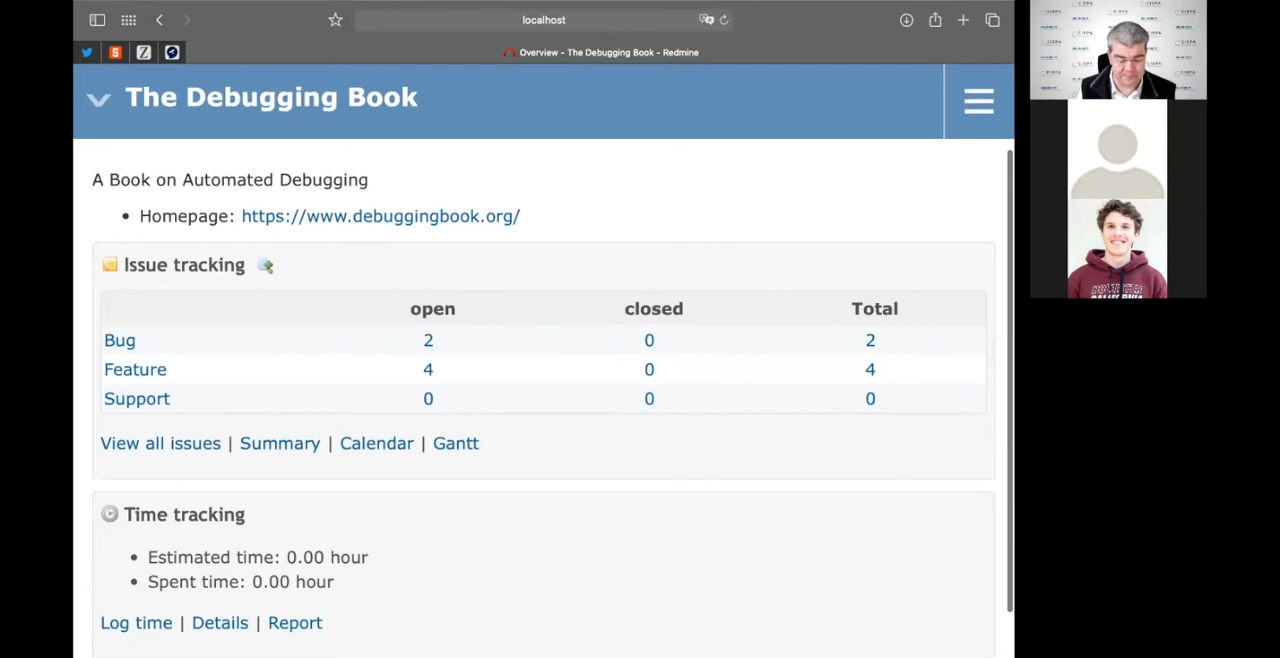 localhost
Overview – The Debugging Book - Redmine
The Debugging Book
A Book on Automated Debugging
• Homepage: https://www.debuggingbook.org/
Issue tracking
open closed Total
Bug 2 0 2
Feature 4 0 4
Support 0 0 0
View all issues | Summary | Calendar | Gantt
Time tracking
• Estimated time: 0.00 hour
• Spent time: 0.00 hour
Log time | Details | Report
CISPA
CALIFORNIA